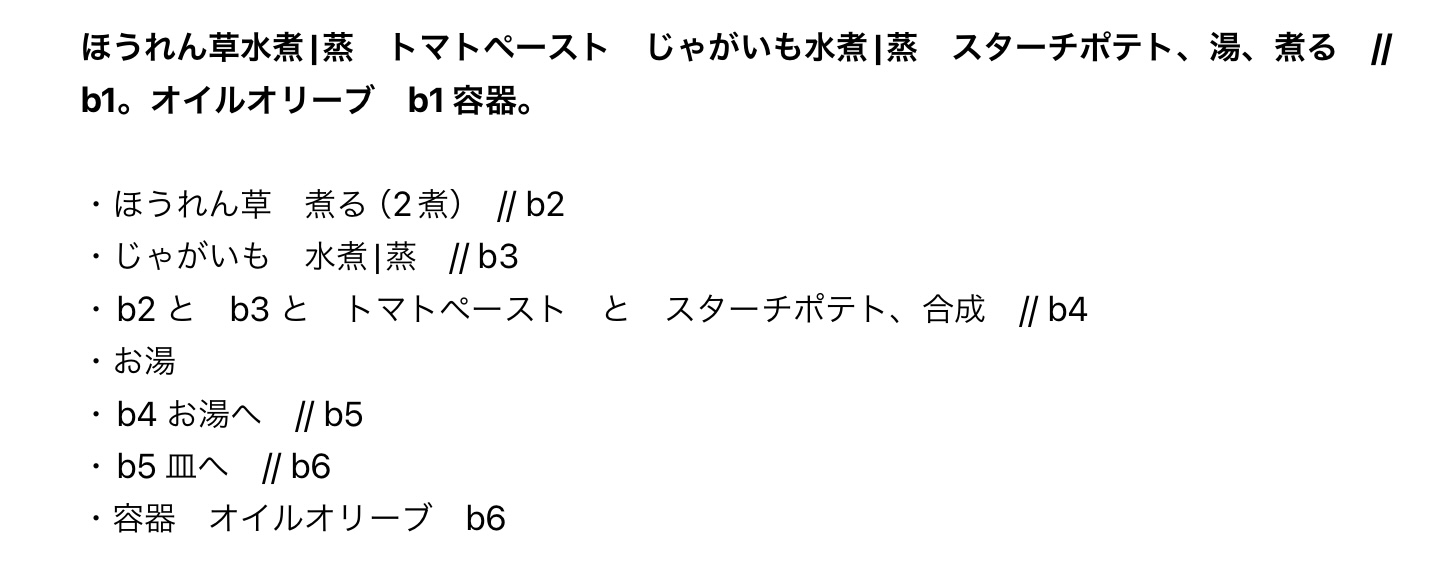 ほうれん草水煮|蒸　トマトペースト　じゃがいも水煮|蒸　スターチポテト、湯、煮る　//
b1。オイルオリーブ　b1 容器。
・ほうれん草　煮る（2 煮）　// b2
・じゃがいも　水煮|蒸　// b3
・b2 と　b3 と　トマトペースト　と　スターチポテト、合成　// b4
・お湯
・b4 お湯へ　// b5
・b5 皿へ　// b6
・容器　オイルオリーブ　b6